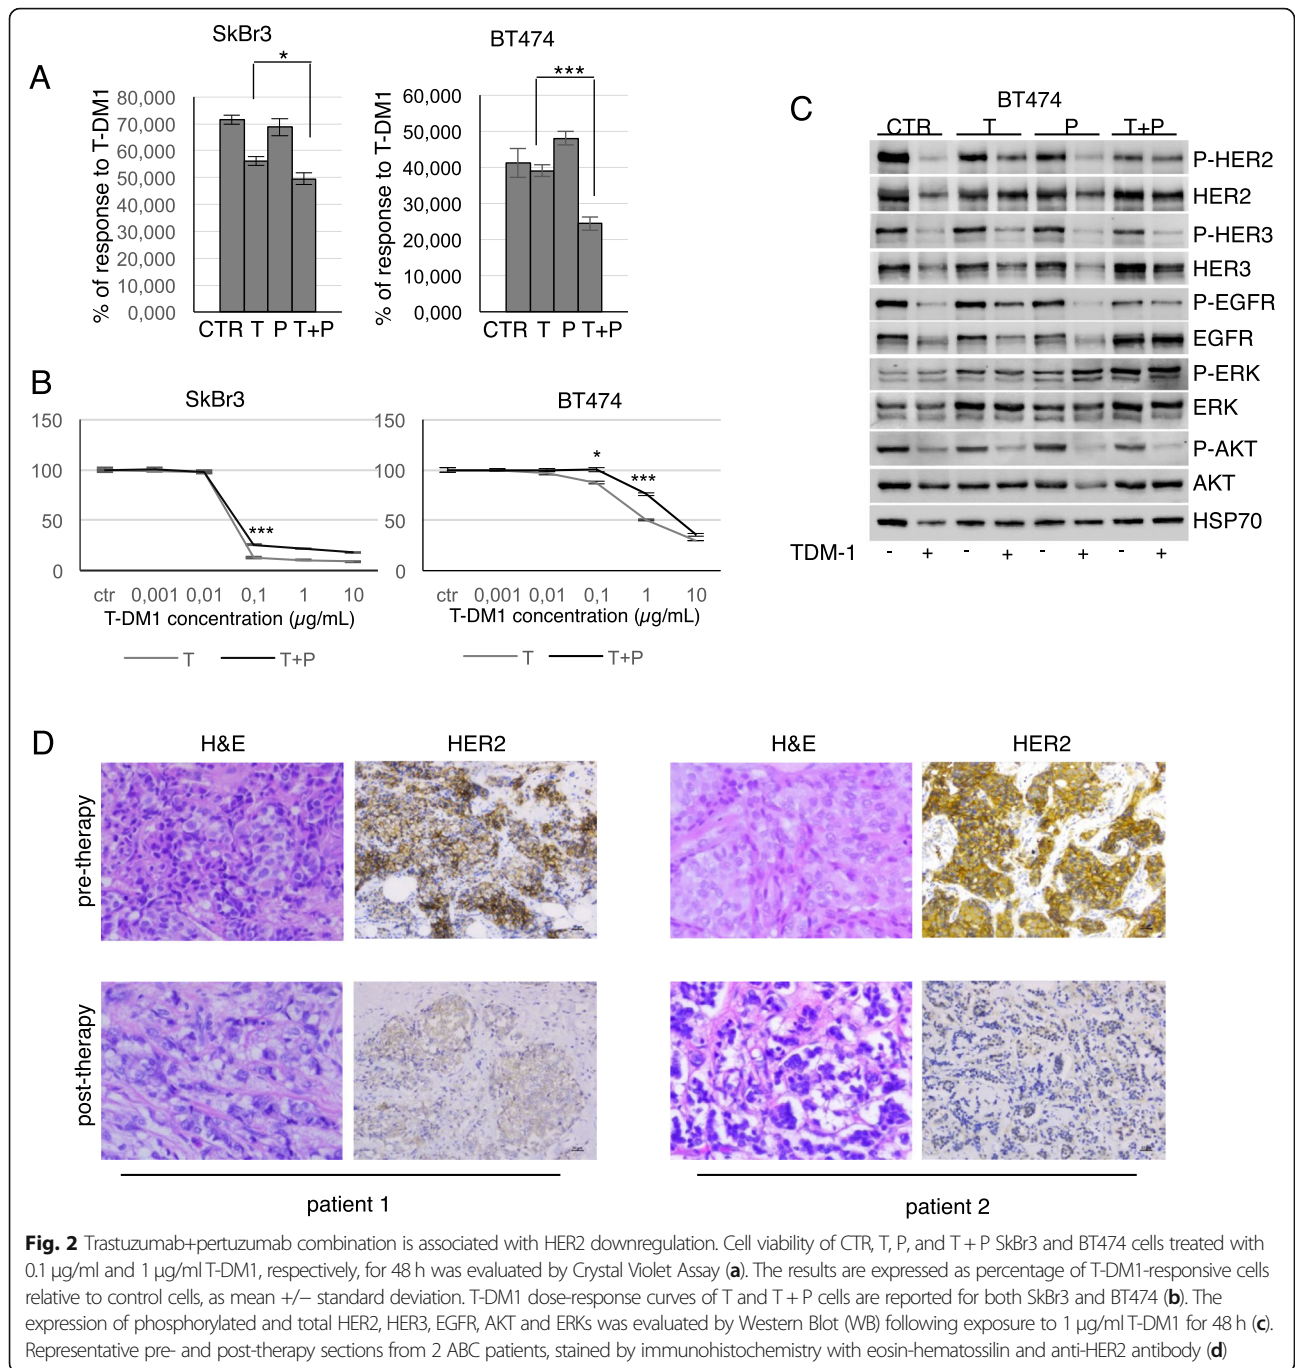 A
SkBr3
*
% of response to T-DM1
80,000
70,000
60,000
50,000
40,000
30,000
20,000
10,000
0,000
CTR T P T+P
BT474
***
% of response to T-DM1
60,000
50,000
40,000
30,000
20,000
10,000
0,000
CTR T P T+P
B
SkBr3
150
100
50
0
***
ctr 0,001 0,01 0,1 1 10
T-DM1 concentration (µg/mL)
T T+P
BT474
150
100
50
0
*
***
ctr 0,001 0,01 0,1 1 10
T-DM1 concentration (µg/mL)
T T+P
C
BT474
CTR T P T+P
P-HER2
HER2
P-HER3
HER3
P-EGFR
EGFR
P-ERK
ERK
P-AKT
AKT
HSP70
TDM-1 - + - + - + - +
D
H&E HER2 H&E HER2
pre-therapy
post-therapy
patient 1 patient 2
Fig. 2 Trastuzumab+pertuzumab combination is associated with HER2 downregulation. Cell viability of CTR, T, P, and T + P SkBr3 and BT474 cells treated with
0.1 µg/ml and 1 µg/ml T-DM1, respectively, for 48 h was evaluated by Crystal Violet Assay (a). The results are expressed as percentage of T-DM1-responsive cells
relative to control cells, as mean +/− standard deviation. T-DM1 dose-response curves of T and T + P cells are reported for both SkBr3 and BT474 (b). The
expression of phosphorylated and total HER2, HER3, EGFR, AKT and ERKs was evaluated by Western Blot (WB) following exposure to 1 µg/ml T-DM1 for 48 h (c).
Representative pre- and post-therapy sections from 2 ABC patients, stained by immunohistochemistry with eosin-hematossilin and anti-HER2 antibody (d)